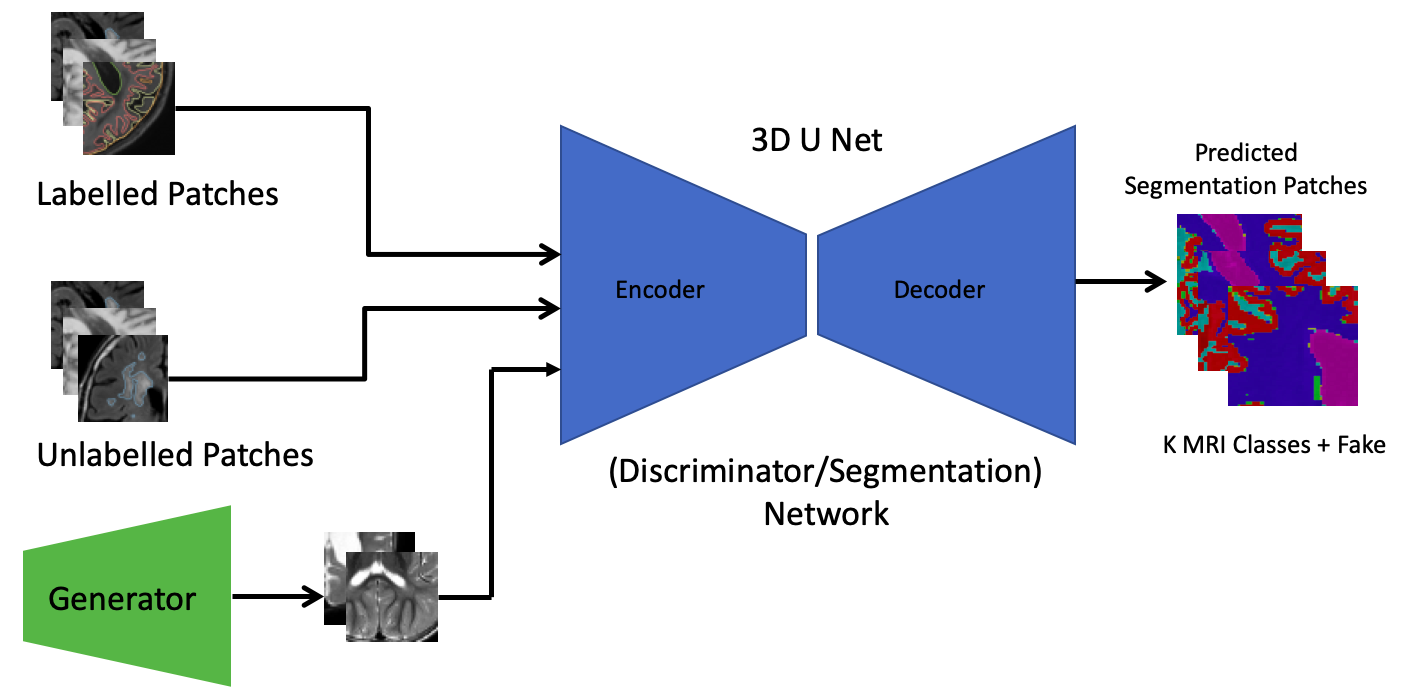 Labelled Patches
Unlabelled Patches
Generator
3D U Net
Encoder
Decoder
(Discriminator/Segmentation)
Network
Predicted
Segmentation Patches
K MRI Classes + Fake